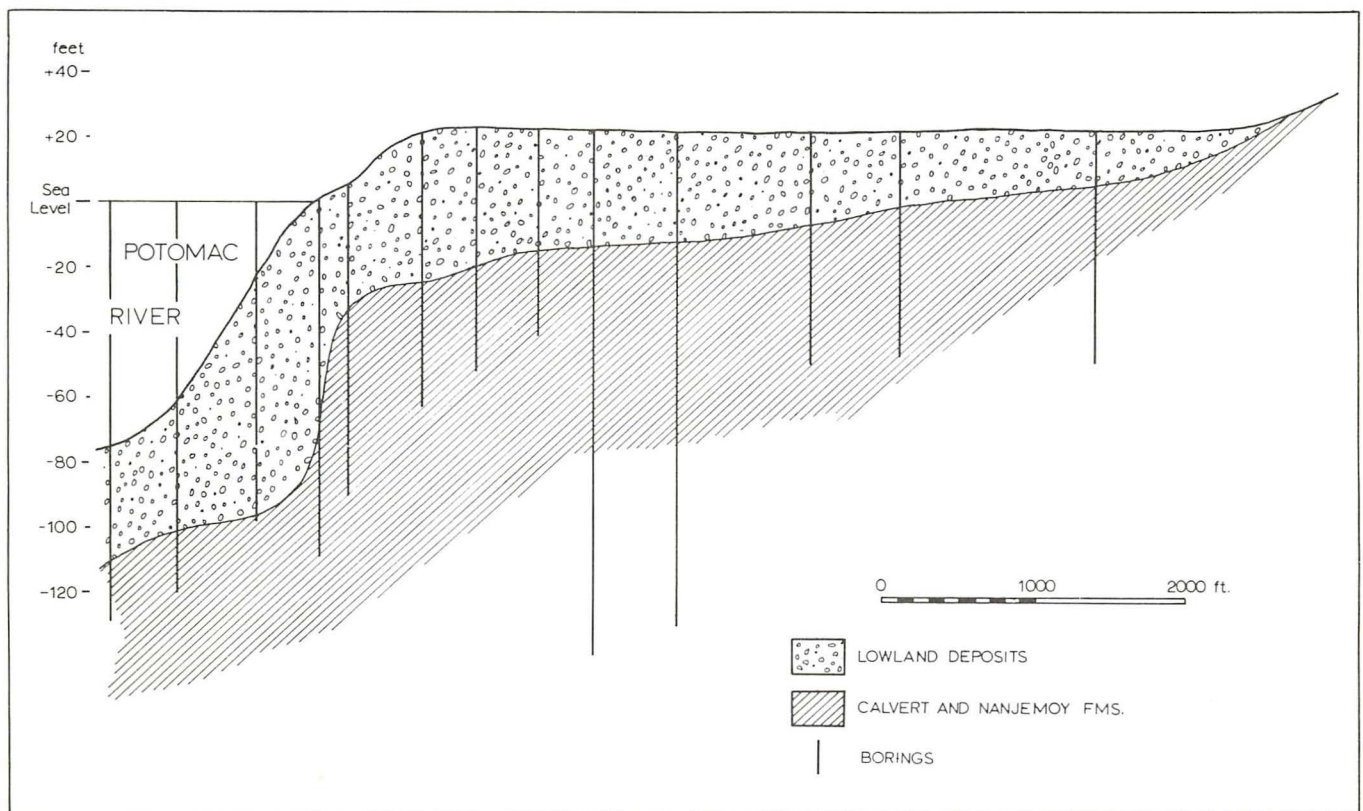 feet
+40
+20
Sea
Level
-20
-40
-60
-80
-100
-120
POTOMAC
RIVER
0 1000 2000 ft.
LOWLAND DEPOSITS
CALVERT AND NANJEMOY FMS.
BORINGS